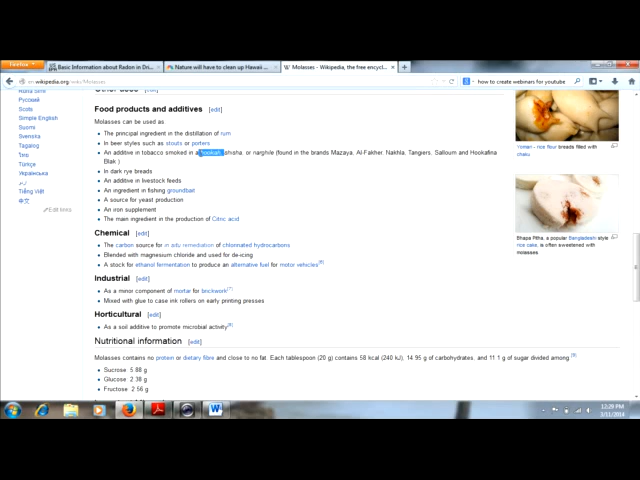 Firefox
Basic Information about Radon in Dri...
Nature will have to clean up Hawaii ...
Molasses - Wikipedia, the free encycl...
en.wikipedia.org/wiki/Molasses
how to create webinars for youtube
Русский
Scots
Simple English
Suomi
Svenska
Tagalog
ไทย
Türkçe
Українська
Tiếng Việt
中文
Edit links
Other uses [edit]
Food products and additives [edit]
Molasses can be used as:
The principal ingredient in the distillation of rum
In beer styles such as stouts or porters
An additive in tobacco smoked in a hookah, shisha, or narghile (found in the brands Mazaya, Al-Fakher, Nakhla, Tangiers, Salloum and Hookafina
Blak )
In dark rye breads
An additive in livestock feeds
An ingredient in fishing groundbait
A source for yeast production
An iron supplement
The main ingredient in the production of Citric acid
Chemical [edit]
The carbon source for in situ remediation of chlorinated hydrocarbons
Blended with magnesium chloride and used for de-icing
A stock for ethanol fermentation to produce an alternative fuel for motor vehicles[6]
Industrial [edit]
As a minor component of mortar for brickwork[7]
Mixed with glue to case ink rollers on early printing presses
Horticultural [edit]
As a soil additive to promote microbial activity[8]
Nutritional information [edit]
Molasses contains no protein or dietary fibre and close to no fat. Each tablespoon (20 g) contains 58 kcal (240 kJ), 14.95 g of carbohydrates, and 11.1 g of sugar divided among:[9]
Sucrose: 5.88 g
Glucose: 2.38 g
Fructose: 2.56 g
Yomari - rice flour breads filled with
chaku
Bhapa Pitha, a popular Bangladeshi style
rice cake, is often sweetened with
molasses.
12:29 PM
3/11/2014